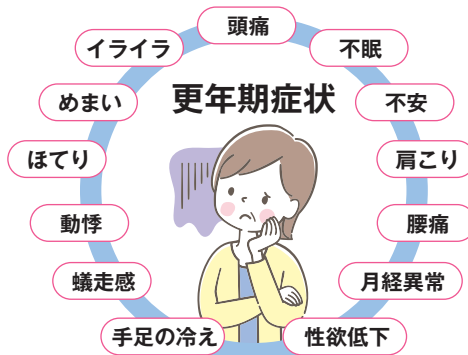 更年期症状
頭痛
不眠
不安
肩こり
腰痛
月経異常
性欲低下
手足の冷え
蟻走感
動悸
ほてり
めまい
イライラ